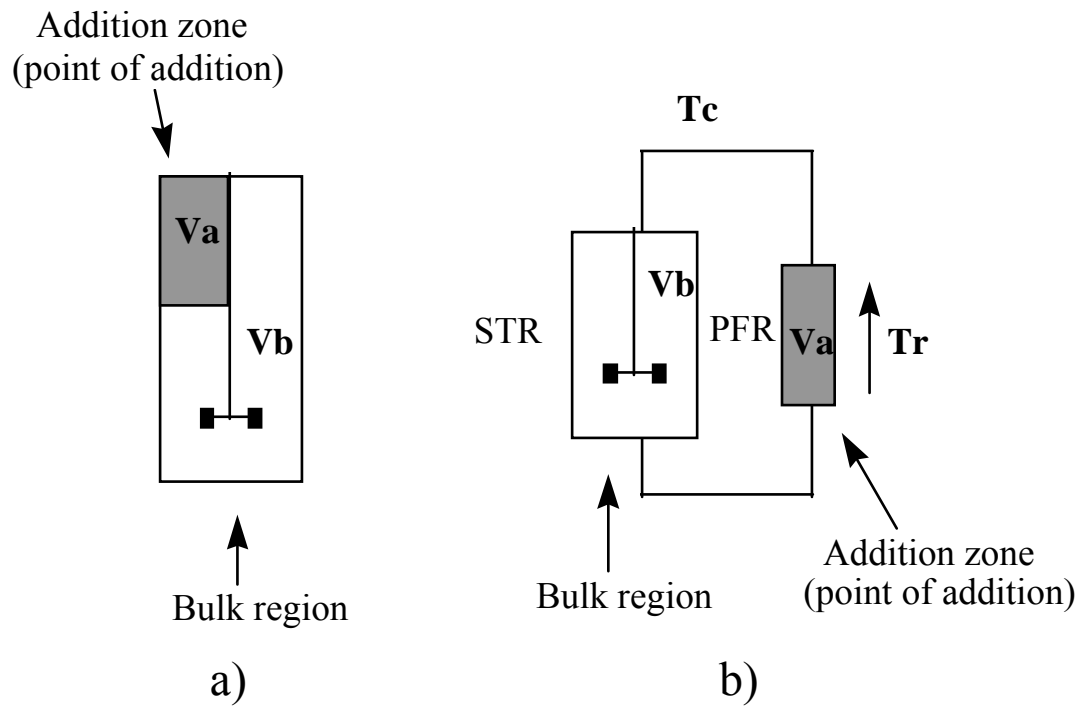 Addition zone
(point of addition)
Va
Vb
Bulk region
a)
Tc
STR
Vb
PFR
Va
Tr
Bulk region
Addition zone
(point of addition)
b)